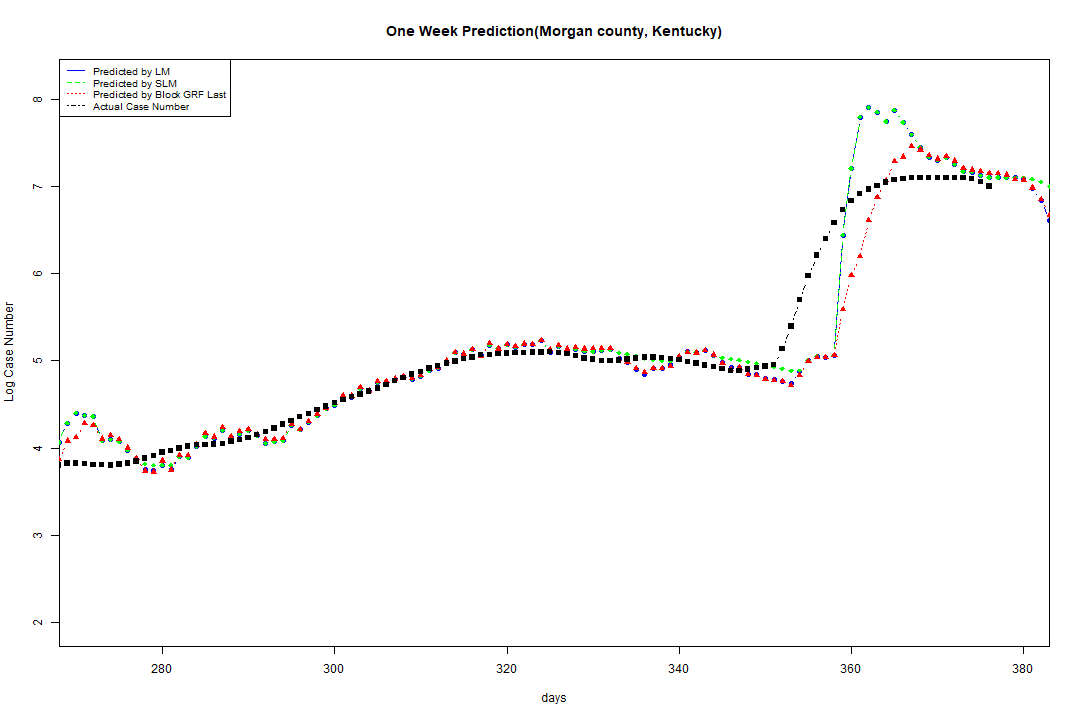 One Week Prediction(Morgan county, Kentucky)
Predicted by LM
Predicted by SLM
Predicted by Block GRF Last
Actual Case Number
8
7
6
5
4
3
2
Log Case Number
280 300 320 340 360 380
days